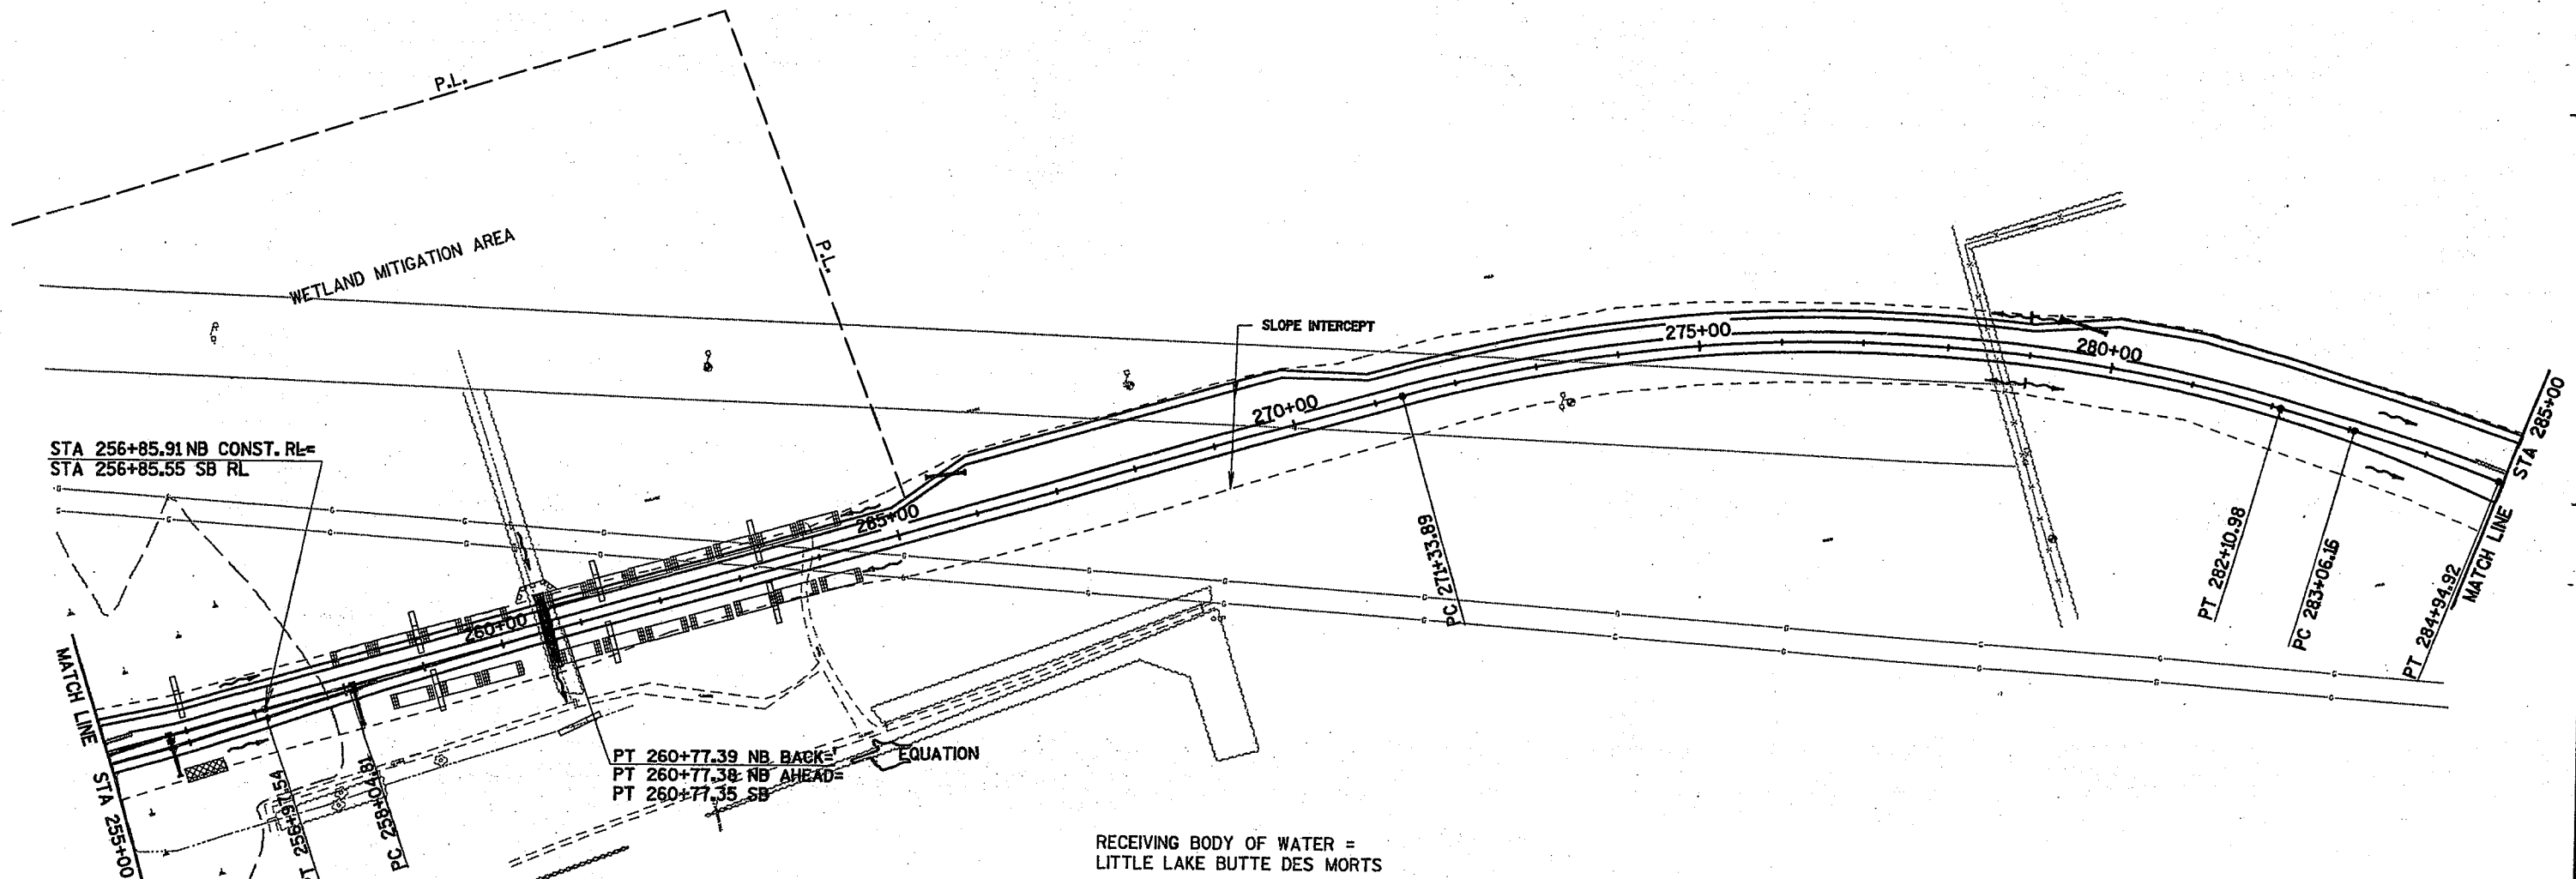 P.L.
WETLAND MITIGATION AREA
P.L.
SLOPE INTERCEPT
275+00
280+00
STA 285+00
MATCH LINE
270+00
STA 256+85.91 NB CONST. RL=
STA 256+85.55 SB RL
265+00
260+00
PC 271+33.89
PT 282+10.98
PC 283+06.16
PT 284+94.92
MATCH LINE
STA 255+00
PT 256+97.54
PC 258+04.81
PT 260+77.39 NB BACK=
PT 260+77.38 NB AHEAD=
PT 260+77.35 SB
EQUATION
RECEIVING BODY OF WATER =
LITTLE LAKE BUTTE DES MORTS